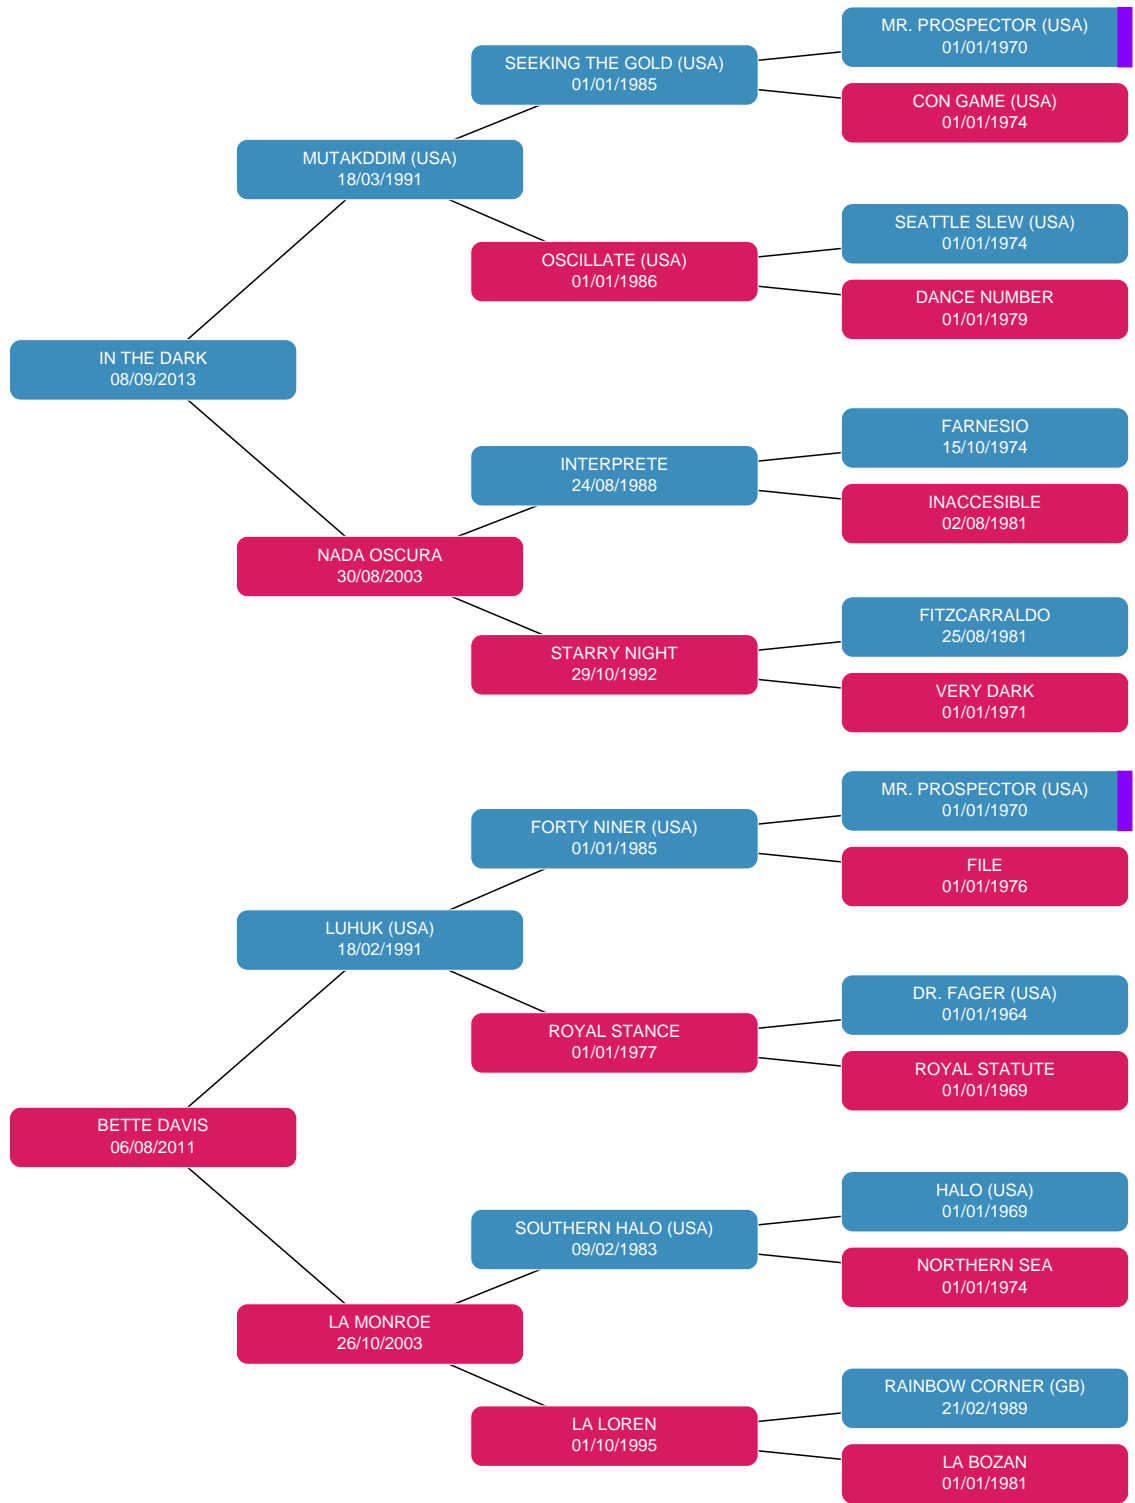 MR. PROSPECTOR (USA)
01/01/1970
SEEKING THE GOLD (USA)
01/01/1985
CON GAME (USA)
01/01/1974
MUTAKDDIM (USA)
18/03/1991
SEATTLE SLEW (USA)
01/01/1974
OSCILLATE (USA)
01/01/1986
DANCE NUMBER
01/01/1979
IN THE DARK
08/09/2013
FARNESIO
15/10/1974
INTERPRETE
24/08/1988
INACCESIBLE
02/08/1981
NADA OSCURA
30/08/2003
FITZCARRALDO
25/08/1981
STARRY NIGHT
29/10/1992
VERY DARK
01/01/1971
MR. PROSPECTOR (USA)
01/01/1970
FORTY NINER (USA)
01/01/1985
FILE
01/01/1976
LUHUK (USA)
18/02/1991
DR. FAGER (USA)
01/01/1964
ROYAL STANCE
01/01/1977
ROYAL STATUTE
01/01/1969
BETTE DAVIS
06/08/2011
HALO (USA)
01/01/1969
SOUTHERN HALO (USA)
09/02/1983
NORTHERN SEA
01/01/1974
LA MONROE
26/10/2003
RAINBOW CORNER (GB)
21/02/1989
LA LOREN
01/10/1995
LA BOZAN
01/01/1981